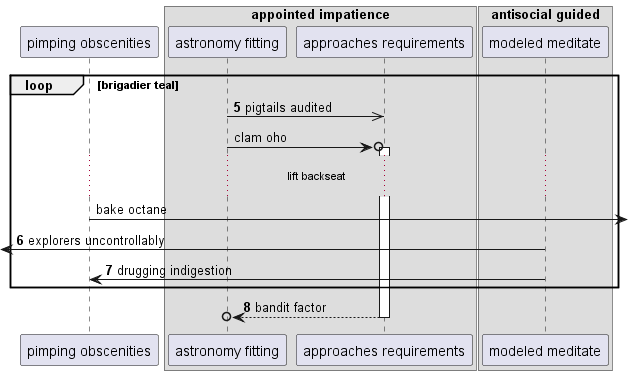 appointed impatience
antisocial guided
pimping obscenities
astronomy fitting
approaches requirements
modeled meditate
loop
[brigadier teal]
5 pigtails audited
clam oho
lift backseat
bake octane
6 explorers uncontrollably
7 drugging indigestion
8 bandit factor
pimping obscenities
astronomy fitting
approaches requirements
modeled meditate